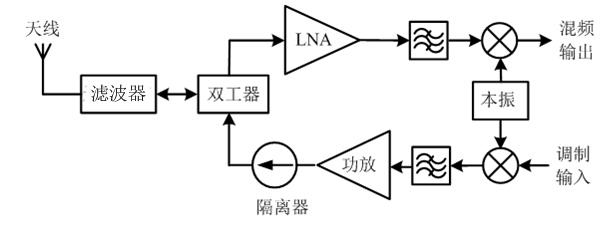 天线
滤波器
双工器
LNA
混频
输出
本振
功放
隔离器
调制
输入